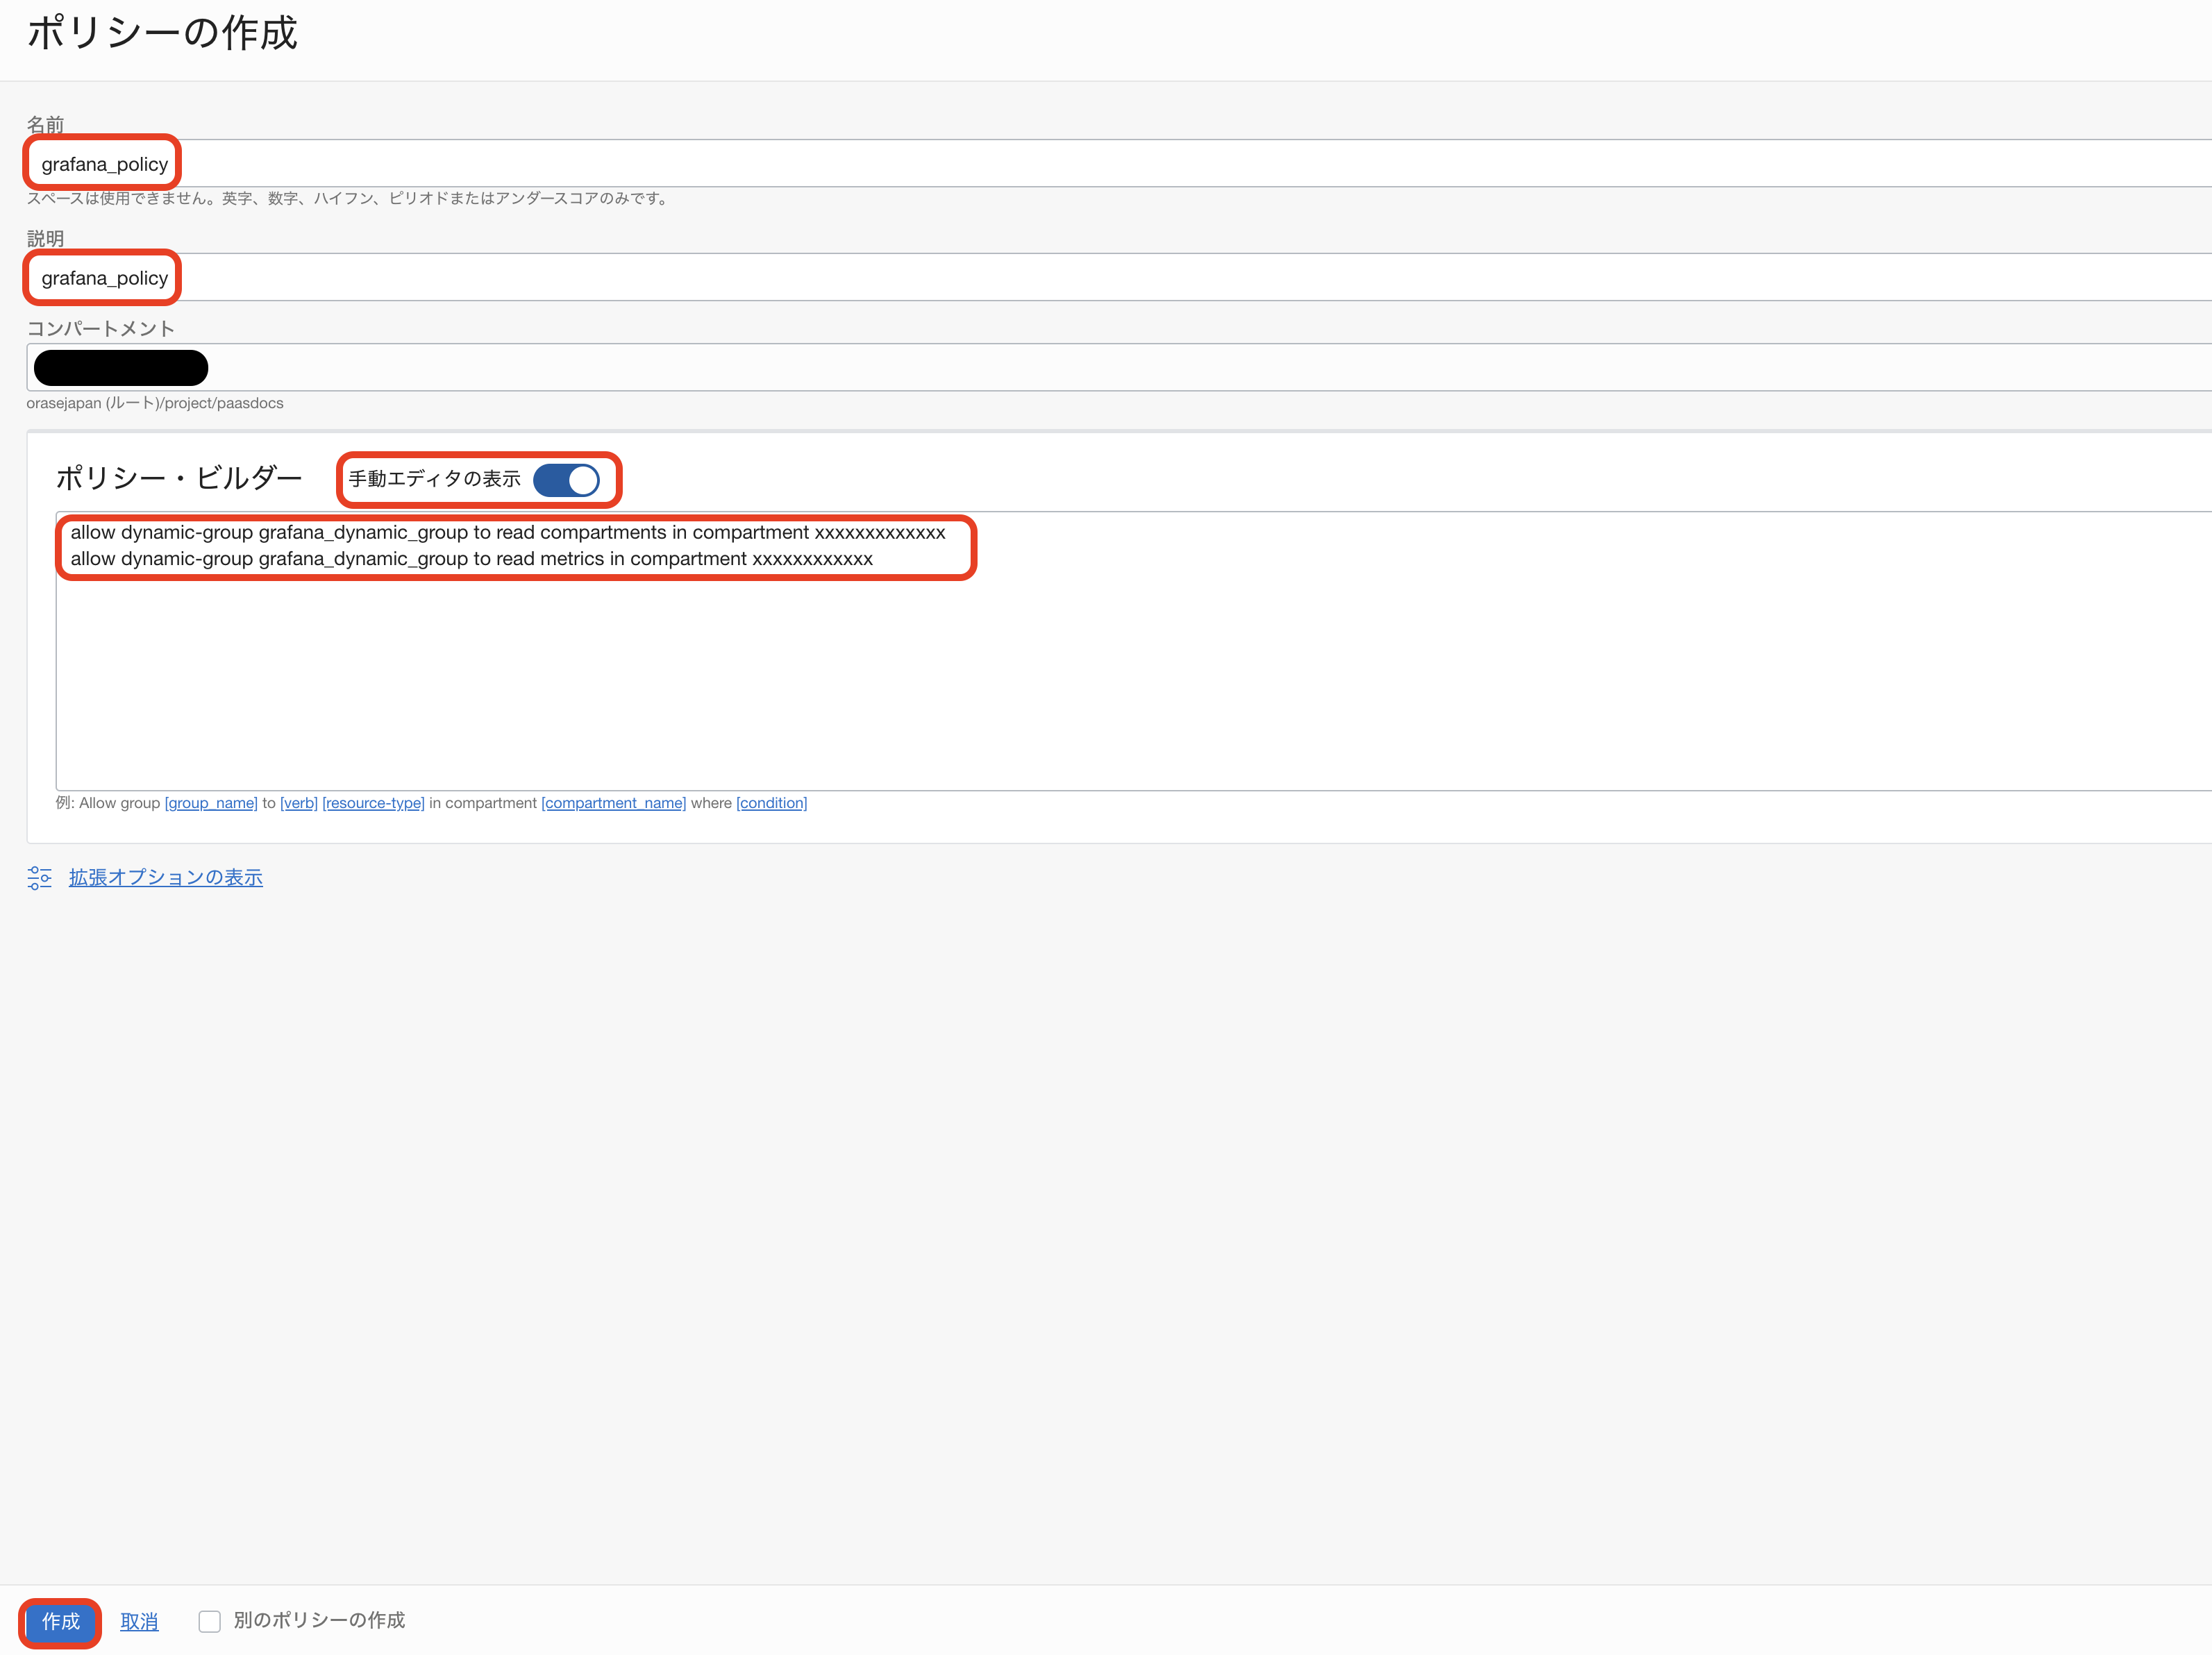 ポリシーの作成
名前
grafana_policy
スペースは使用できません。英字、数字、ハイフン、ピリオドまたはアンダースコアのみです。
説明
grafana_policy
コンパートメント
orasejapan (ルート)/project/paasdocs
ポリシー・ビルダー 手動エディタの表示
allow dynamic-group grafana_dynamic_group to read compartments in compartment xxxxxxxxxxxxx
allow dynamic-group grafana_dynamic_group to read metrics in compartment xxxxxxxxxxxx
例: Allow group [group_name] to [verb] [resource-type] in compartment [compartment_name] where [condition]
拡張オプションの表示
作成 取消 別のポリシーの作成